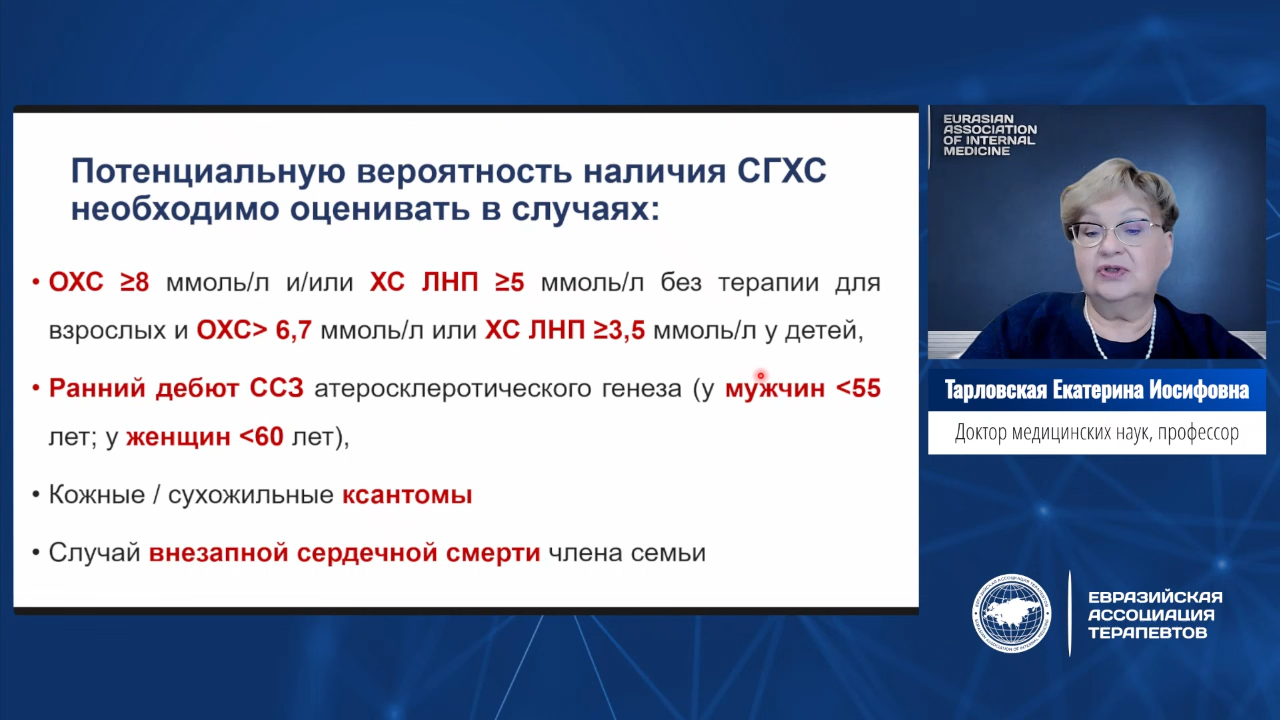 Потенциальную вероятность наличия СГХС
необходимо оценивать в случаях:
• ОХС ≥8 ммоль/л и/или ХС ЛНП ≥5 ммоль/л без терапии для
взрослых и ОХС> 6,7 ммоль/л или ХС ЛНП ≥3,5 ммоль/л у детей,
• Ранний дебют ССЗ атеросклеротического генеза (у мужчин <55
лет; у женщин <60 лет),
• Кожные / сухожильные ксантомы
• Случай внезапной сердечной смерти члена семьи
EURASIAN
ASSOCIATION
OF INTERNAL
MEDICINE
Тарловская Екатерина Иосифовна
Доктор медицинских наук, профессор
ЕВРАЗИЙСКАЯ
АССОЦИАЦИЯ
ТЕРАПЕВТОВ